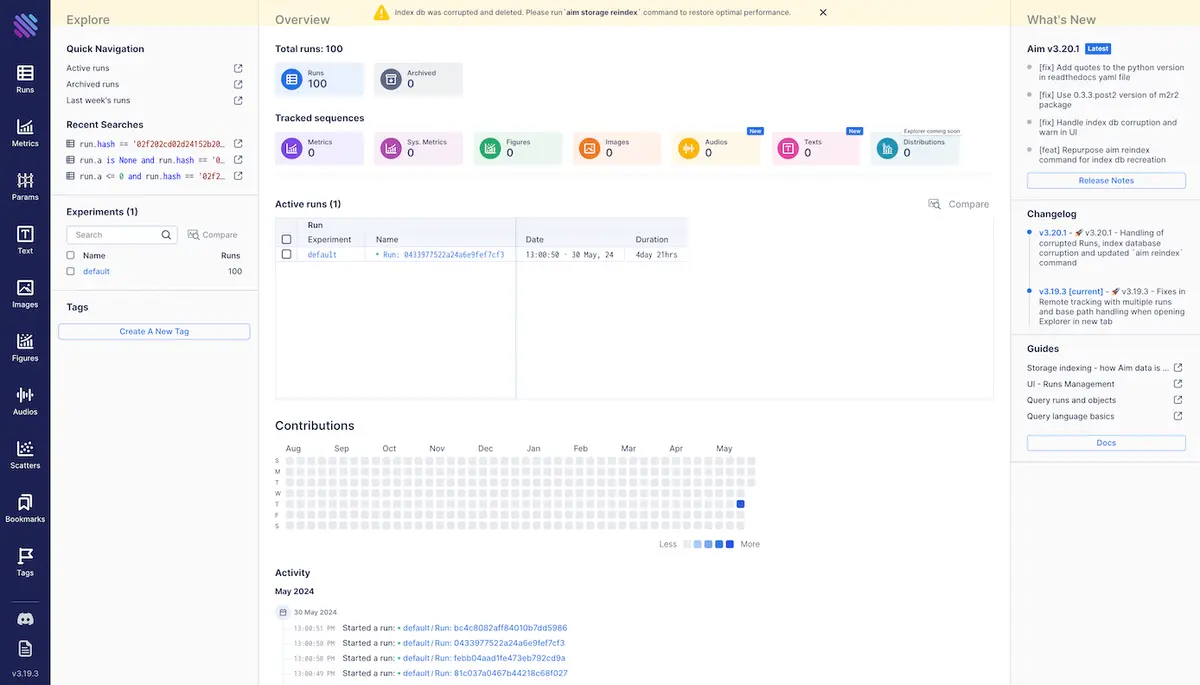 Index db was corrupted and deleted. Please run `aim storage reindex` command to restore optimal performance.
Runs
Metrics
Params
Text
Images
Figures
Audios
Scatters
Bookmarks
Tags
v3.19.3
Explore
Quick Navigation
Active runs
Archived runs
Last week's runs
Recent Searches
run.hash == '02f202cd02d24152b20…
run.a is None and run.hash == '0…
run.a <= 0 and run.hash == '02f2…
Experiments (1)
Search
Compare
Name Runs
default 100
Tags
Create A New Tag
Overview
Total runs: 100
Runs
100
Archived
0
Tracked sequences
Metrics
0
Sys. Metrics
0
Figures
0
Images
0
New
Audios
0
New
Texts
0
Explorer coming soon
Distributions
0
Active runs (1)
Compare
Run
Experiment Name Date Duration
default Run: 0433977522a24a6e9fef7cf3 13:00:50 · 30 May, 24 4day 21hrs
Contributions
Aug Sep Oct Nov Dec Jan Feb Mar Apr May
S
M
T
W
T
F
S
Less More
Activity
May 2024
30 May 2024
13:00:51 PM Started a run: • default / Run: bc4c8082aff84010b7dd5986
13:00:50 PM Started a run: • default / Run: 0433977522a24a6e9fef7cf3
13:00:50 PM Started a run: • default / Run: febb04aad1fe473eb792cd9a
13:00:49 PM Started a run: • default / Run: 81c037a0467b44218c68f027
What's New
Aim v3.20.1 Latest
[fix] Add quotes to the python version
in readthedocs yaml file
[fix] Use 0.3.3.post2 version of m2r2
package
[fix] Handle index db corruption and
warn in UI
[feat] Repurpose aim reindex
command for index db recreation
Release Notes
Changelog
v3.20.1 - 🚀 v3.20.1 - Handling of
corrupted Runs, index database
corruption and updated `aim reindex`
command
v3.19.3 [current] - 🚀 v3.19.3 - Fixes in
Remote tracking with multiple runs
and base path handling when opening
Explorer in new tab
Guides
Storage indexing - how Aim data is ...
UI - Runs Management
Query runs and objects
Query language basics
Docs